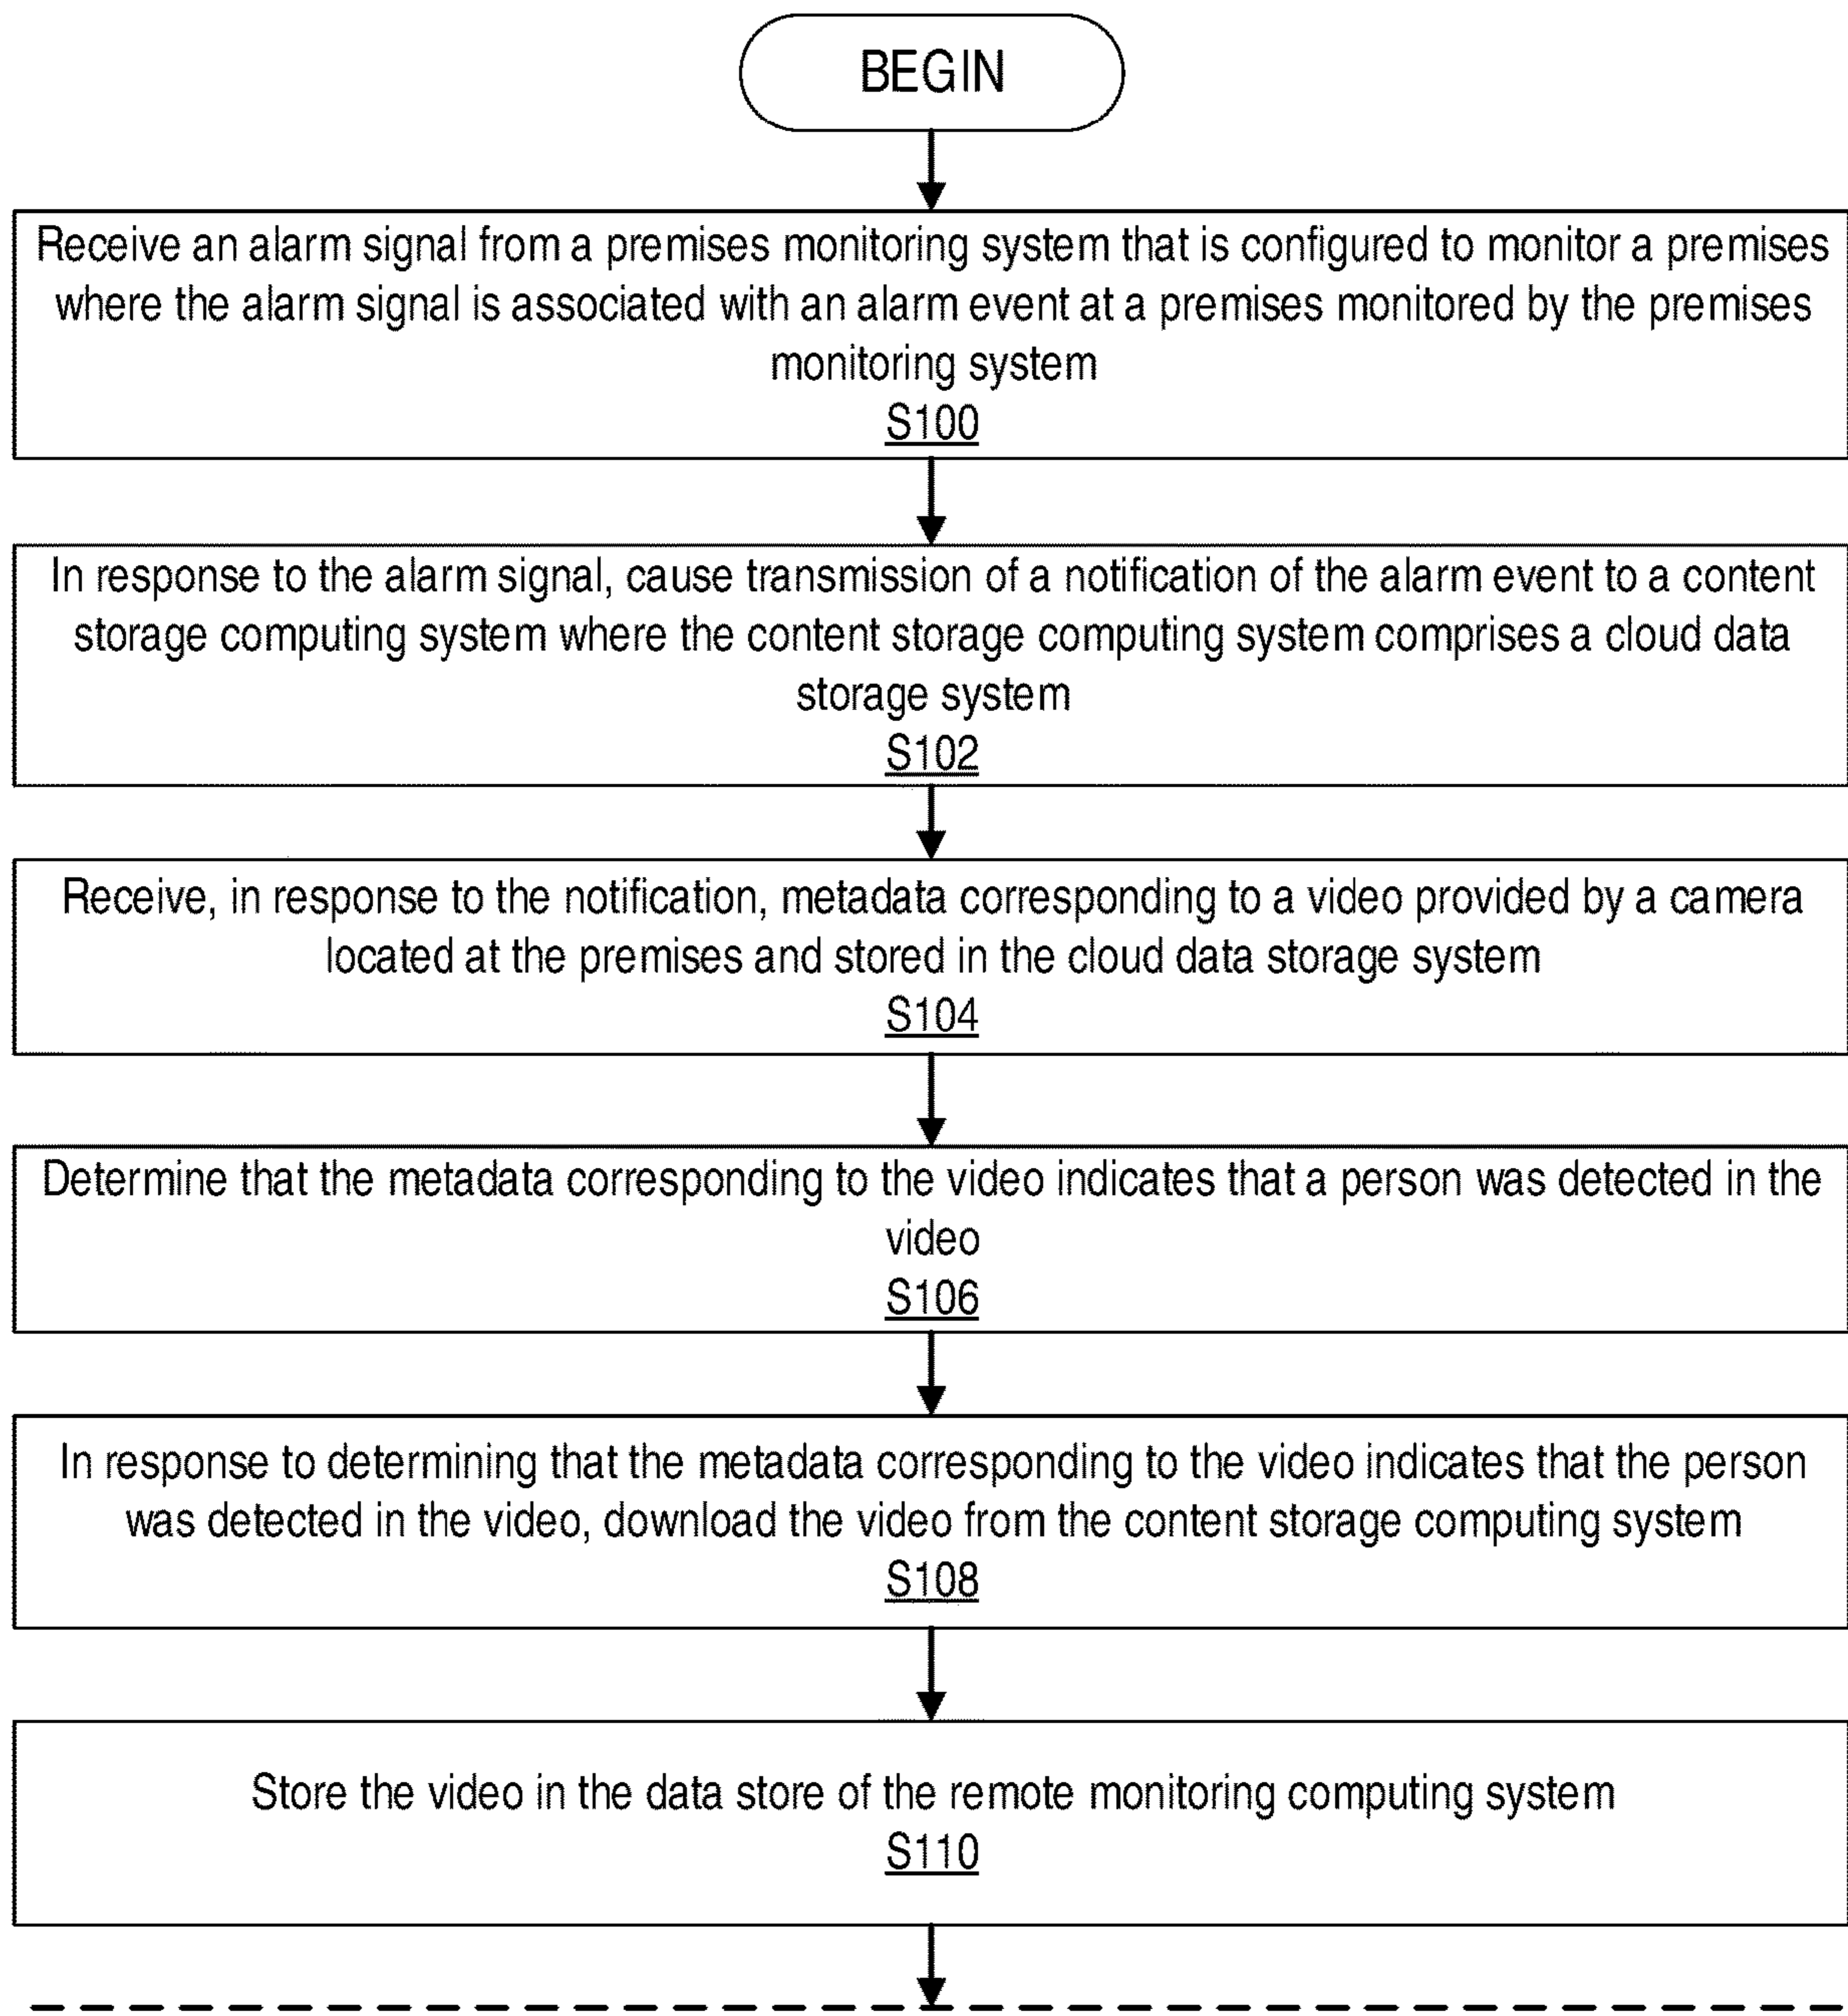 BEGIN
Receive an alarm signal from a premises monitoring system that is configured to monitor a premises
where the alarm signal is associated with an alarm event at a premises monitored by the premises
monitoring system
S100
In response to the alarm signal, cause transmission of a notification of the alarm event to a content
storage computing system where the content storage computing system comprises a cloud data
storage system
S102
Receive, in response to the notification, metadata corresponding to a video provided by a camera
located at the premises and stored in the cloud data storage system
S104
Determine that the metadata corresponding to the video indicates that a person was detected in the
video
S106
In response to determining that the metadata corresponding to the video indicates that the person
was detected in the video, download the video from the content storage computing system
S108
Store the video in the data store of the remote monitoring computing system
S110